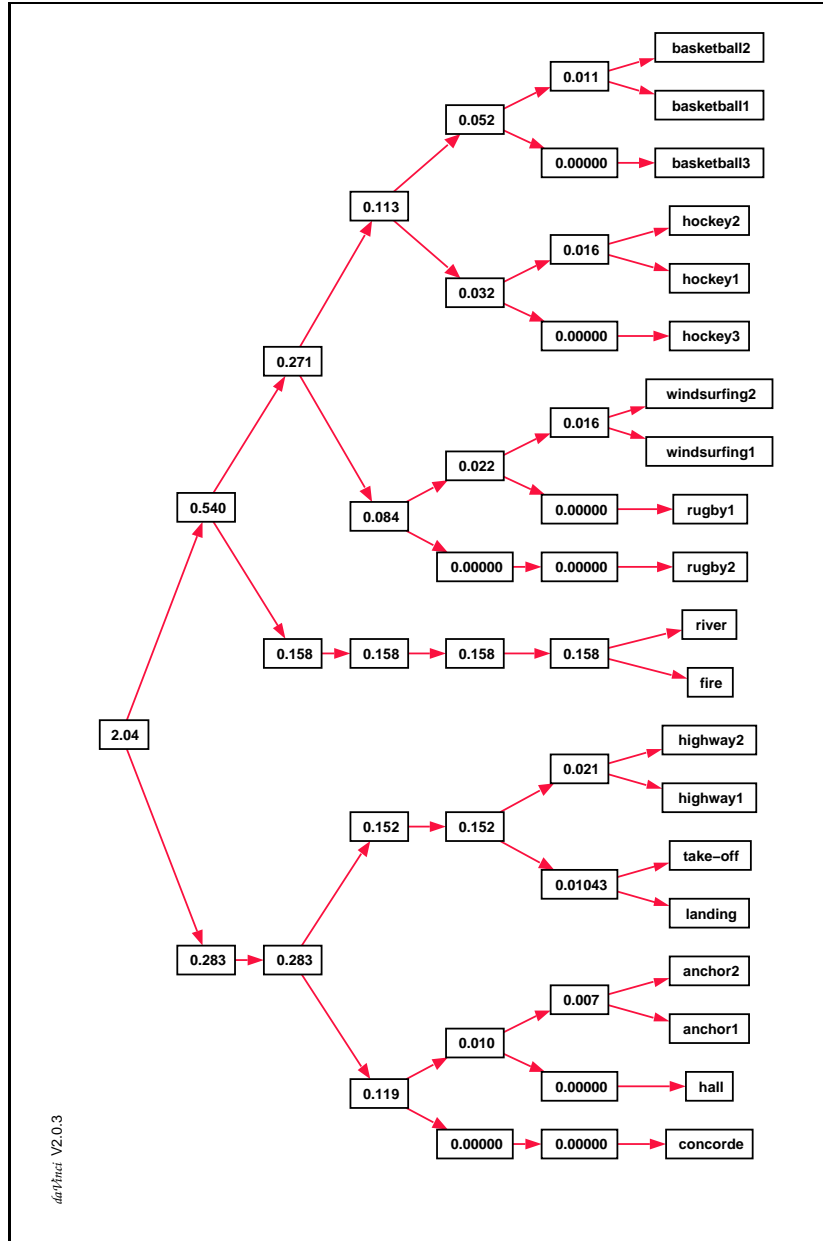 basketball2
0.011
basketball1
0.052
0.00000 basketball3
0.113
hockey2
0.016
hockey1
0.032
0.00000 hockey3
0.271
windsurfing2
0.016
windsurfing1
0.022
0.540 0.084 0.00000 rugby1
0.00000 0.00000 rugby2
river
0.158 0.158 0.158 0.158
fire
2.04
highway2
0.021
highway1
0.152 0.152
take–off
0.01043
landing
0.283 0.283
anchor2
0.007
anchor1
0.010
0.119 0.00000 hall
0.00000 0.00000 concorde
daVinci V2.0.3